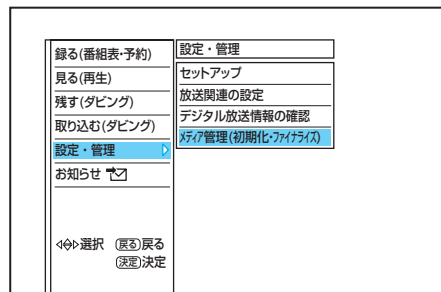 録る(番組表･予約)
見る(再生)
残す(ダビング)
取り込む(ダビング)
設定・管理
お知らせ
選択 戻る 戻る
決定 決定
設定・管理
セットアップ
放送関連の設定
デジタル放送情報の確認
ﾒﾃﾞｨｱ管理(初期化･ﾌｧｲﾅﾗｲｽﾞ)